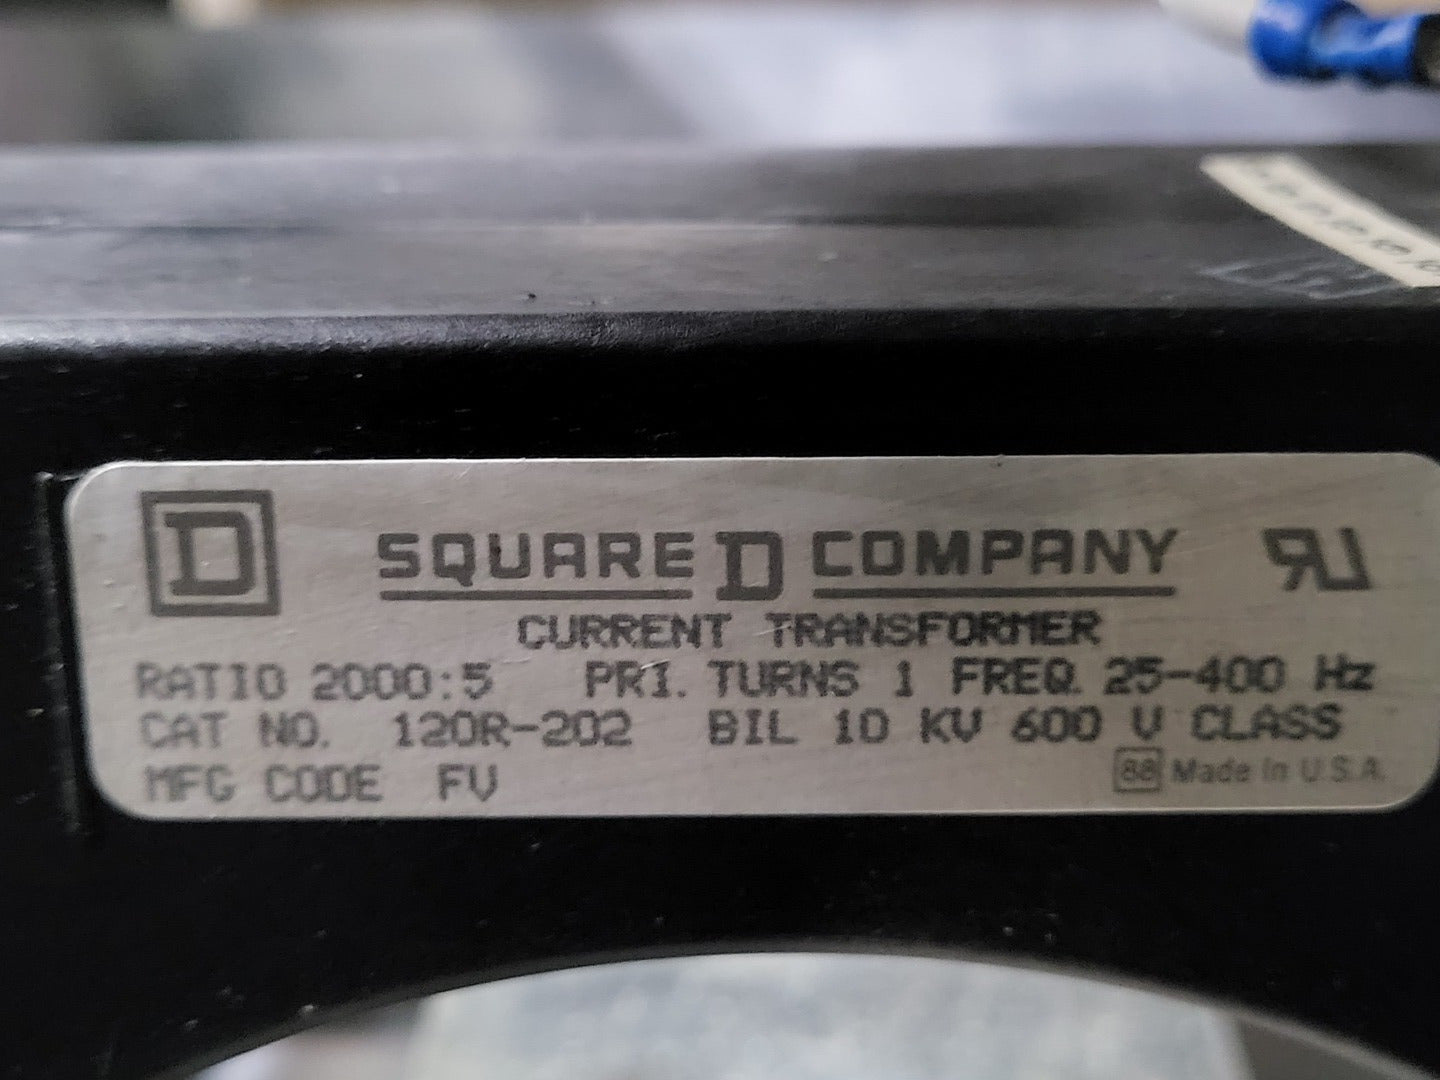 D SQUARE D COMPANY RU
CURRENT TRANSFORMER
RATIO 2000:5 PRI. TURNS 1 FREQ. 25-400 Hz
CAT NO. 120R-202 BIL 10 KV 600 V CLASS
MFG CODE FV 88 Made in U.S.A.